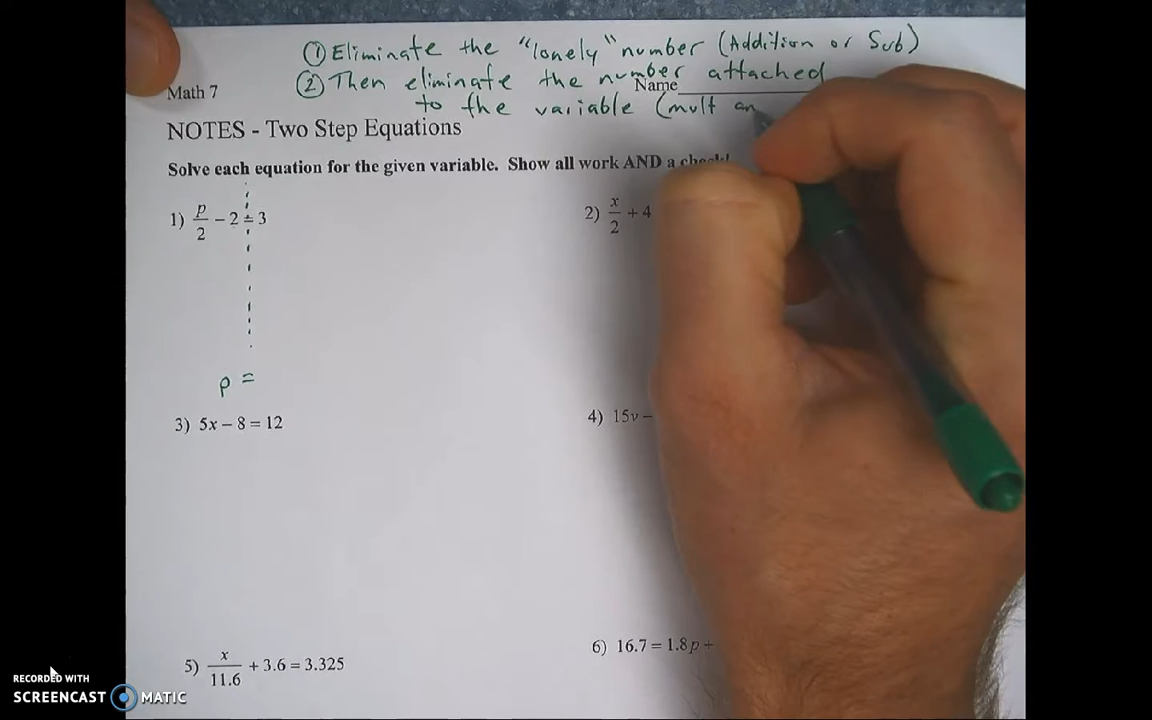 ① Eliminate the "lonely" number (Addition or Sub)
② Then eliminate the number attached
Math 7 Name
to the variable (mult an
NOTES - Two Step Equations
Solve each equation for the given variable. Show all work AND a check!
1) p/2 - 2 = 3
2) x/2 + 4
p =
3) 5x – 8 = 12
4) 15v –
5) x/11.6 + 3.6 = 3.325
6) 16.7 = 1.8p +
RECORDED WITH
SCREENCAST MATIC